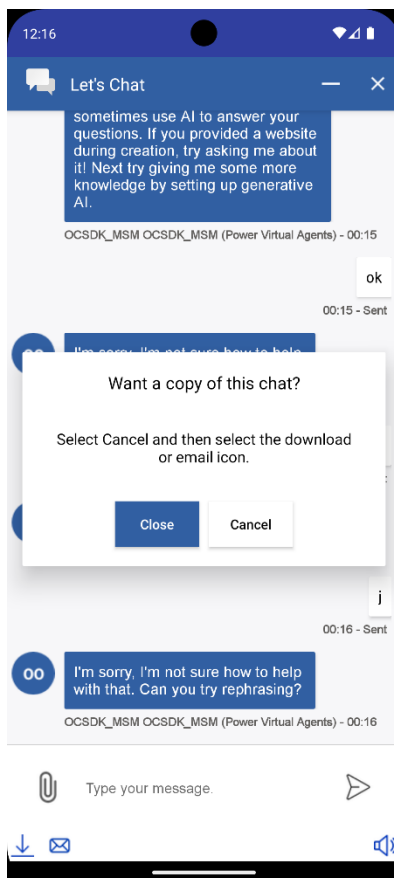 12:16
Let's Chat
sometimes use AI to answer your
questions. If you provided a website
during creation, try asking me about
it! Next try giving me some more
knowledge by setting up generative
AI.
OCSDK_MSM OCSDK_MSM (Power Virtual Agents) - 00:15
ok
00:15 - Sent
I'm sorry, I'm not sure how to help
Want a copy of this chat?
Select Cancel and then select the download
or email icon.
Close
Cancel
j
00:16 - Sent
OO
I'm sorry, I'm not sure how to help
with that. Can you try rephrasing?
OCSDK_MSM OCSDK_MSM (Power Virtual Agents) - 00:16
Type your message.